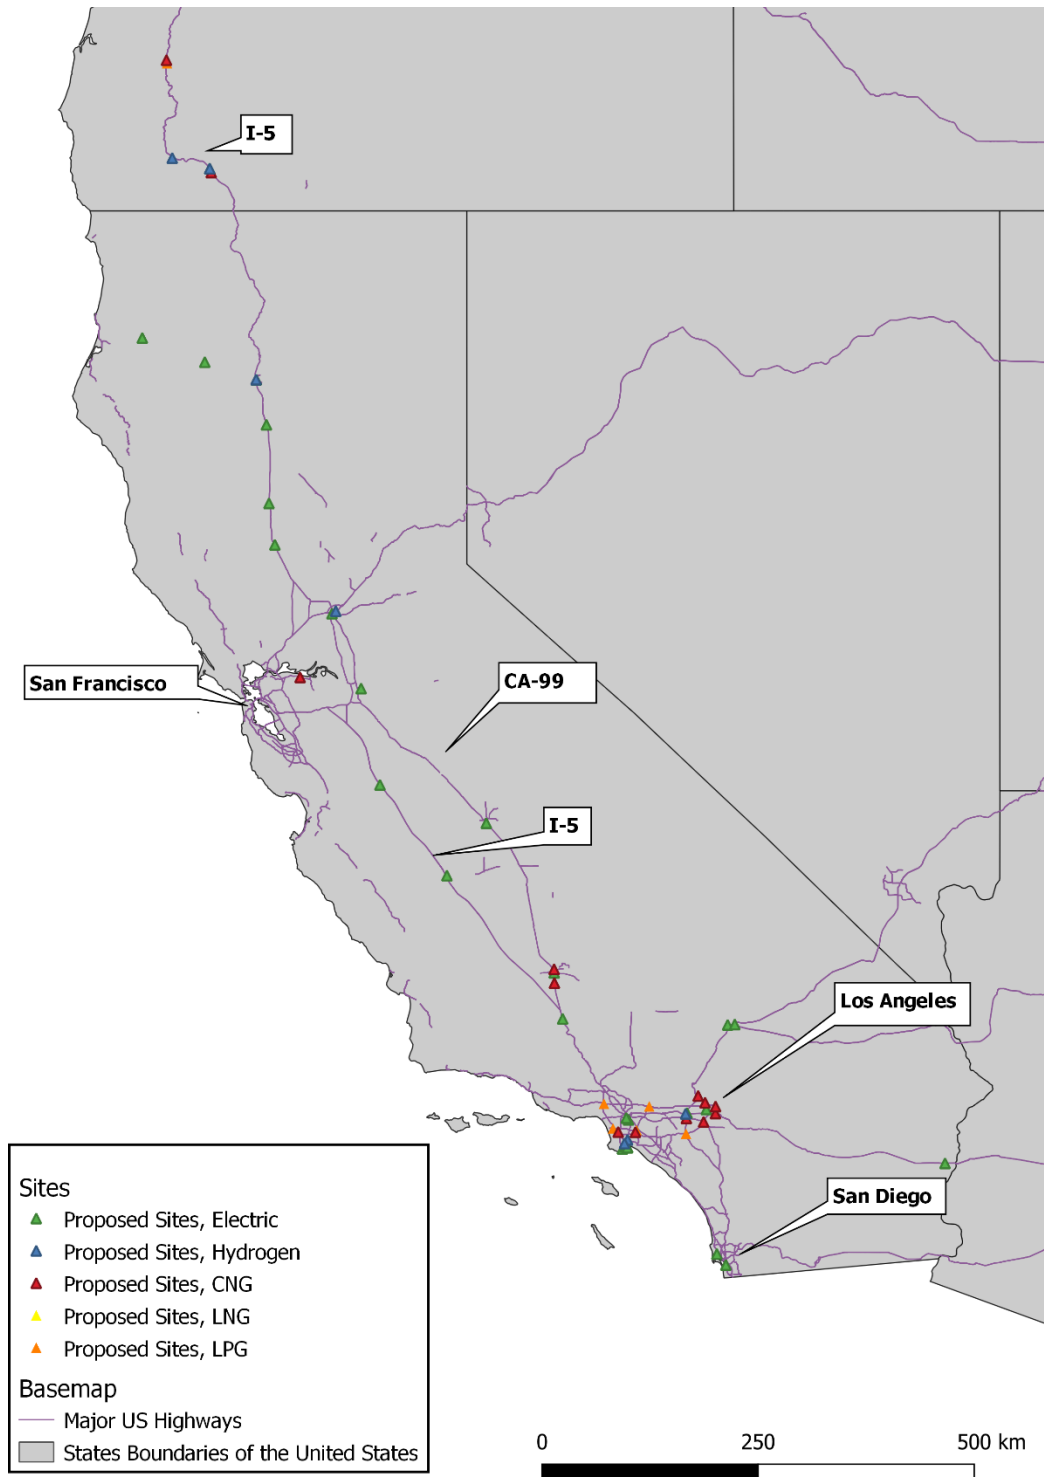 I-5
San Francisco
CA-99
I-5
Los Angeles
San Diego
Sites
Proposed Sites, Electric
Proposed Sites, Hydrogen
Proposed Sites, CNG
Proposed Sites, LNG
Proposed Sites, LPG
Basemap
Major US Highways
States Boundaries of the United States
0 250 500 km